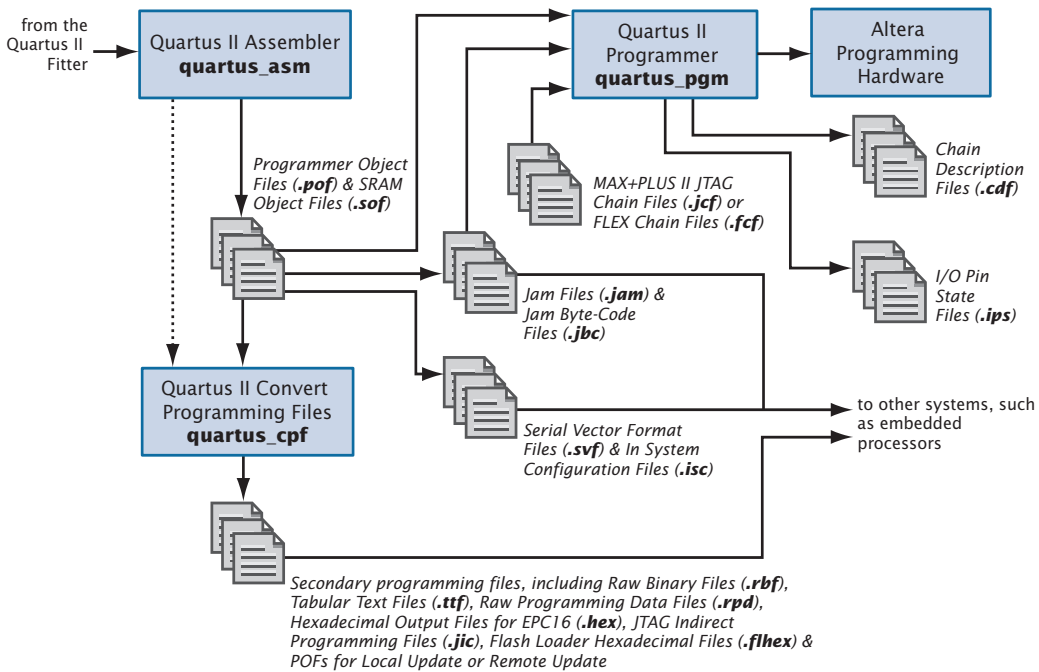 from the
Quartus II
Fitter
Quartus II Assembler
quartus_asm
Quartus II
Programmer
quartus_pgm
Altera
Programming
Hardware
Programmer Object
Files (.pof) & SRAM
Object Files (.sof)
MAX+PLUS II JTAG
Chain Files (.jcf) or
FLEX Chain Files (.fcf)
Chain
Description
Files (.cdf)
Jam Files (.jam) &
Jam Byte-Code
Files (.jbc)
I/O Pin
State
Files (.ips)
Quartus II Convert
Programming Files
quartus_cpf
Serial Vector Format
Files (.svf) & In System
Configuration Files (.isc)
to other systems, such
as embedded
processors
Secondary programming files, including Raw Binary Files (.rbf),
Tabular Text Files (.ttf), Raw Programming Data Files (.rpd),
Hexadecimal Output Files for EPC16 (.hex), JTAG Indirect
Programming Files (.jic), Flash Loader Hexadecimal Files (.flhex) &
POFs for Local Update or Remote Update